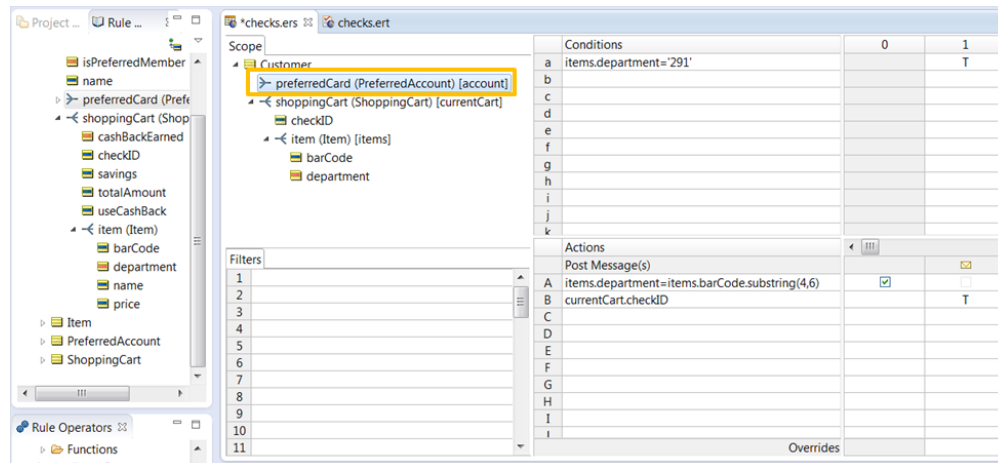 Project ...
Rule ...
*checks.ers
checks.ert
isPreferredMember
name
preferredCard (Prefe
shoppingCart (Shop
cashBackEarned
checkID
savings
totalAmount
useCashBack
item (Item)
barCode
department
name
price
Item
PreferredAccount
ShoppingCart
Rule Operators
Functions
Scope
Customer
preferredCard (PreferredAccount) [account]
shoppingCart (ShoppingCart) [currentCart]
checkID
item (Item) [items]
barCode
department
Filters
1
2
3
4
5
6
7
8
9
10
11
Conditions 0 1
a items.department='291' T
b
c
d
e
f
g
h
i
j
k
Actions
Post Message(s)
A items.department=items.barCode.substring(4,6)
B currentCart.checkID T
C
D
E
F
G
H
I
Overrides